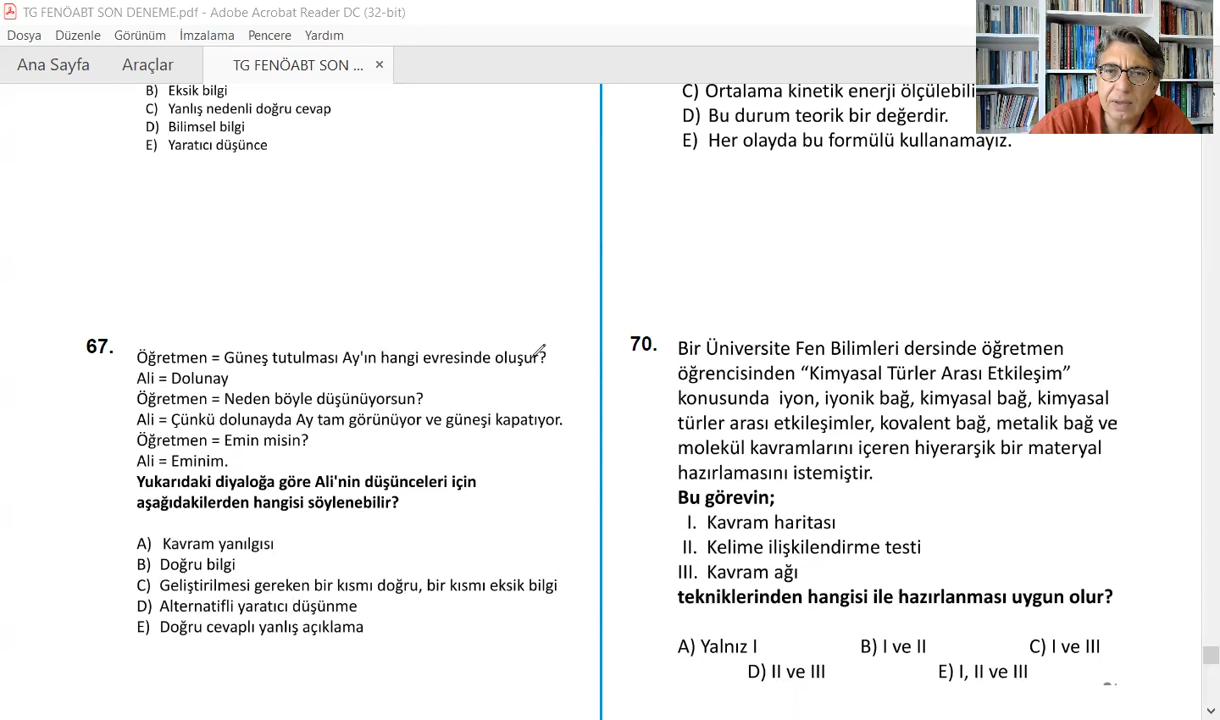 TG FENÖABT SON DENEME.pdf - Adobe Acrobat Reader DC (32-bit)
Dosya Düzenle Görünüm İmzalama Pencere Yardım
Ana Sayfa Araçlar TG FENÖABT SON ... ×
B) Eksik bilgi
C) Yanlış nedenli doğru cevap
D) Bilimsel bilgi
E) Yaratıcı düşünce
67.
Öğretmen = Güneş tutulması Ay'ın hangi evresinde oluşur?
Ali = Dolunay
Öğretmen = Neden böyle düşünüyorsun?
Ali = Çünkü dolunayda Ay tam görünüyor ve güneşi kapatıyor.
Öğretmen = Emin misin?
Ali = Eminim.
Yukarıdaki diyaloğa göre Ali'nin düşünceleri için
aşağıdakilerden hangisi söylenebilir?
A) Kavram yanılgısı
B) Doğru bilgi
C) Geliştirilmesi gereken bir kısmı doğru, bir kısmı eksik bilgi
D) Alternatifli yaratıcı düşünme
E) Doğru cevaplı yanlış açıklama
C) Ortalama kinetik enerji ölçülebili
D) Bu durum teorik bir değerdir.
E) Her olayda bu formülü kullanamayız.
70.
Bir Üniversite Fen Bilimleri dersinde öğretmen
öğrencisinden “Kimyasal Türler Arası Etkileşim”
konusunda iyon, iyonik bağ, kimyasal bağ, kimyasal
türler arası etkileşimler, kovalent bağ, metalik bağ ve
molekül kavramlarını içeren hiyerarşik bir materyal
hazırlamasını istemiştir.
Bu görevin;
I. Kavram haritası
II. Kelime ilişkilendirme testi
III. Kavram ağı
tekniklerinden hangisi ile hazırlanması uygun olur?
A) Yalnız I B) I ve II C) I ve III
D) II ve III E) I, II ve III